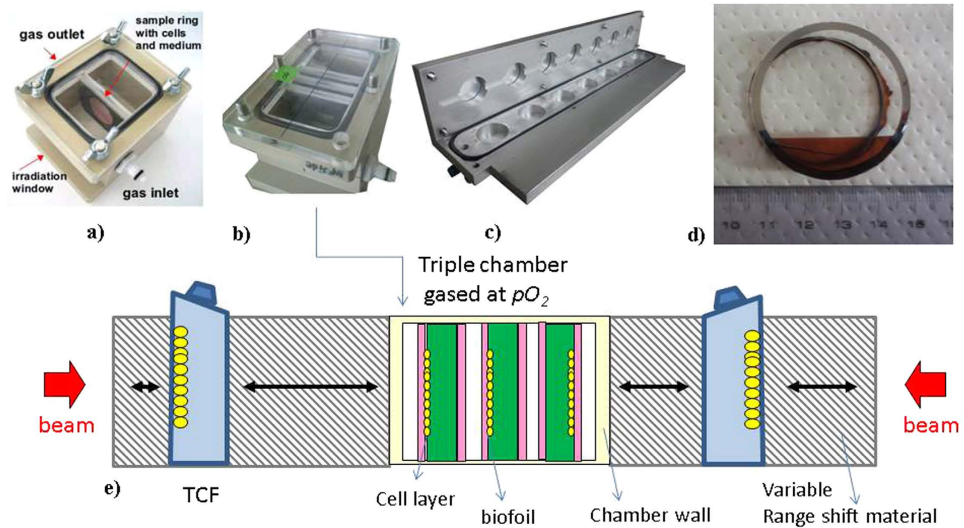 gas outlet
sample ring
with cells
and medium
irradiation
window
gas inlet
a)
b)
c)
d)
10 11 12 13 14 15
Triple chamber
gased at pO2
beam
beam
e)
TCF
Cell layer
biofoil
Chamber wall
Variable
Range shift material